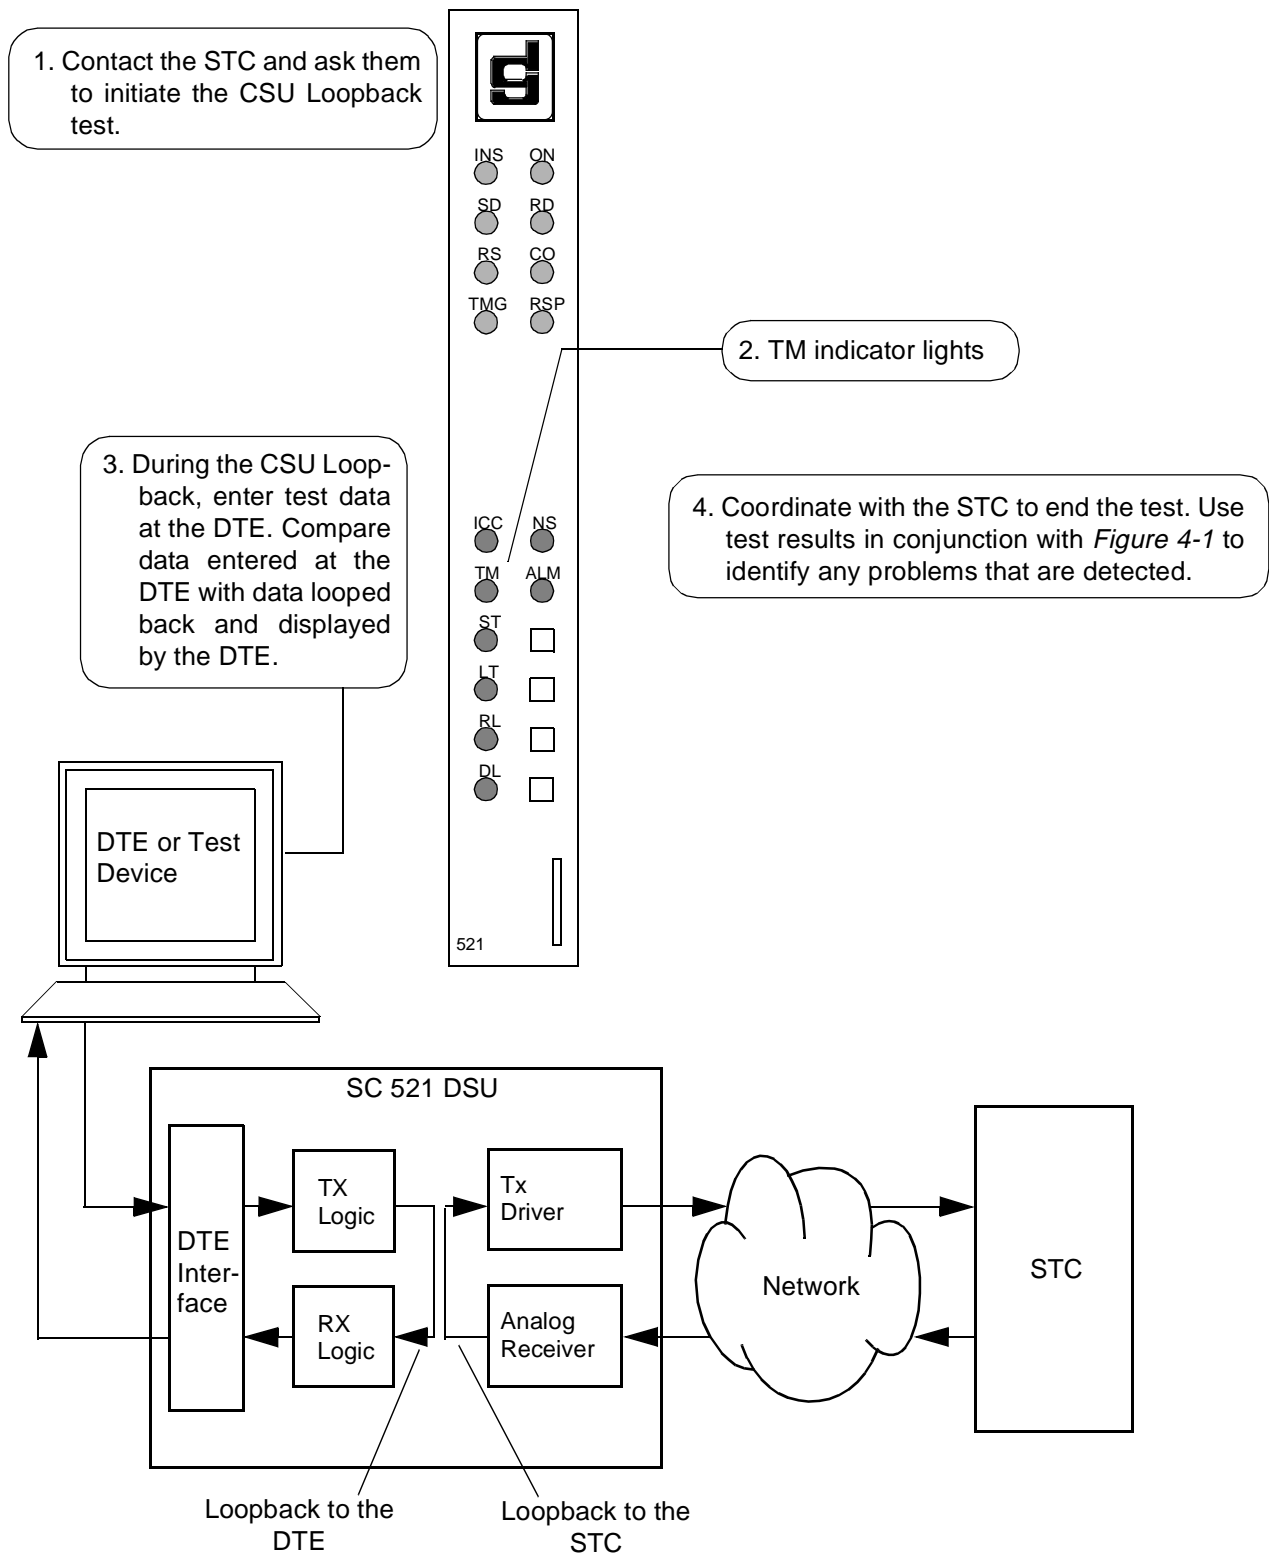 1. Contact the STC and ask them
to initiate the CSU Loopback
test.
INS ON
SD RD
RS CO
TMG RSP
2. TM indicator lights
3. During the CSU Loop-
back, enter test data
at the DTE. Compare
data entered at the
DTE with data looped
back and displayed
by the DTE.
4. Coordinate with the STC to end the test. Use
test results in conjunction with Figure 4-1 to
identify any problems that are detected.
ICC NS
TM ALM
ST
LT
RL
DL
521
DTE or Test
Device
SC 521 DSU
DTE
Inter-
face
TX
Logic
RX
Logic
Tx
Driver
Analog
Receiver
Network
STC
Loopback to the
DTE
Loopback to the
STC